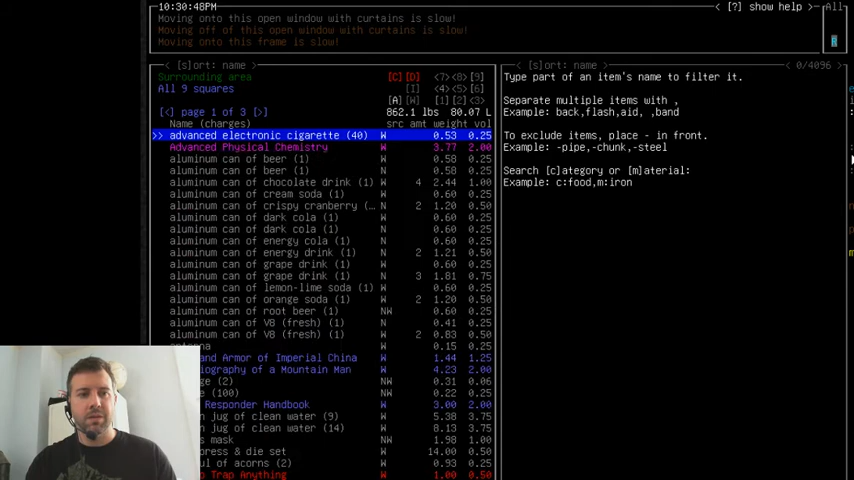 10:30:48PM
< [?] show help >
All
Moving onto this open window with curtains is slow!
Moving off of this open window with curtains is slow!
Moving onto this frame is slow!
R
< [s]ort: name >
Surrounding area [C] [D] <7><8>[9]
All 9 squares [I] <4><5>[6]
[A][W] [1][2]<3>
[<] page 1 of 3 [>] 862.1 lbs 80.07 L
Name (charges) src amt weight vol
>> advanced electronic cigarette (40) W 0.53 0.25
Advanced Physical Chemistry W 3.77 2.00
aluminum can of beer (1) W 0.58 0.25
aluminum can of beer (1) N 0.58 0.25
aluminum can of chocolate drink (1) W 4 2.44 1.00
aluminum can of cream soda (1) W 0.60 0.25
aluminum can of crispy cranberry (… N 2 1.20 0.50
aluminum can of dark cola (1) W 0.60 0.25
aluminum can of dark cola (1) N 0.60 0.25
aluminum can of energy cola (1) N 0.60 0.25
aluminum can of energy drink (1) W 2 1.21 0.50
aluminum can of grape drink (1) W 0.60 0.25
aluminum can of grape drink (1) N 3 1.81 0.75
aluminum can of lemon-lime soda (1) W 0.60 0.25
aluminum can of orange soda (1) W 2 1.20 0.50
aluminum can of root beer (1) NW 0.60 0.25
aluminum can of V8 (fresh) (1) N 0.41 0.25
aluminum can of V8 (fresh) (1) W 2 0.83 0.50
W 0.15 0.25
and Armor of Imperial China W 1.44 1.25
iography of a Mountain Man W 4.23 2.00
ge (2) NW 0.31 0.06
e (100) NW 0.22 0.25
Responder Handbook W 3.00 2.00
n jug of clean water (9) W 5.38 3.75
n jug of clean water (14) W 8.13 3.75
s mask NW 1.98 1.00
press & die set W 14.00 0.50
ul of acorns (2) W 0.93 0.25
o Trap Anything W 1.00 0.50
< [s]ort: name > < 0/4096 >
Type part of an item's name to filter it.
Separate multiple items with ,
Example: back,flash,aid, ,band
To exclude items, place - in front.
Example: -pipe,-chunk,-steel
Search [c]ategory or [m]aterial:
Example: c:food,m:iron